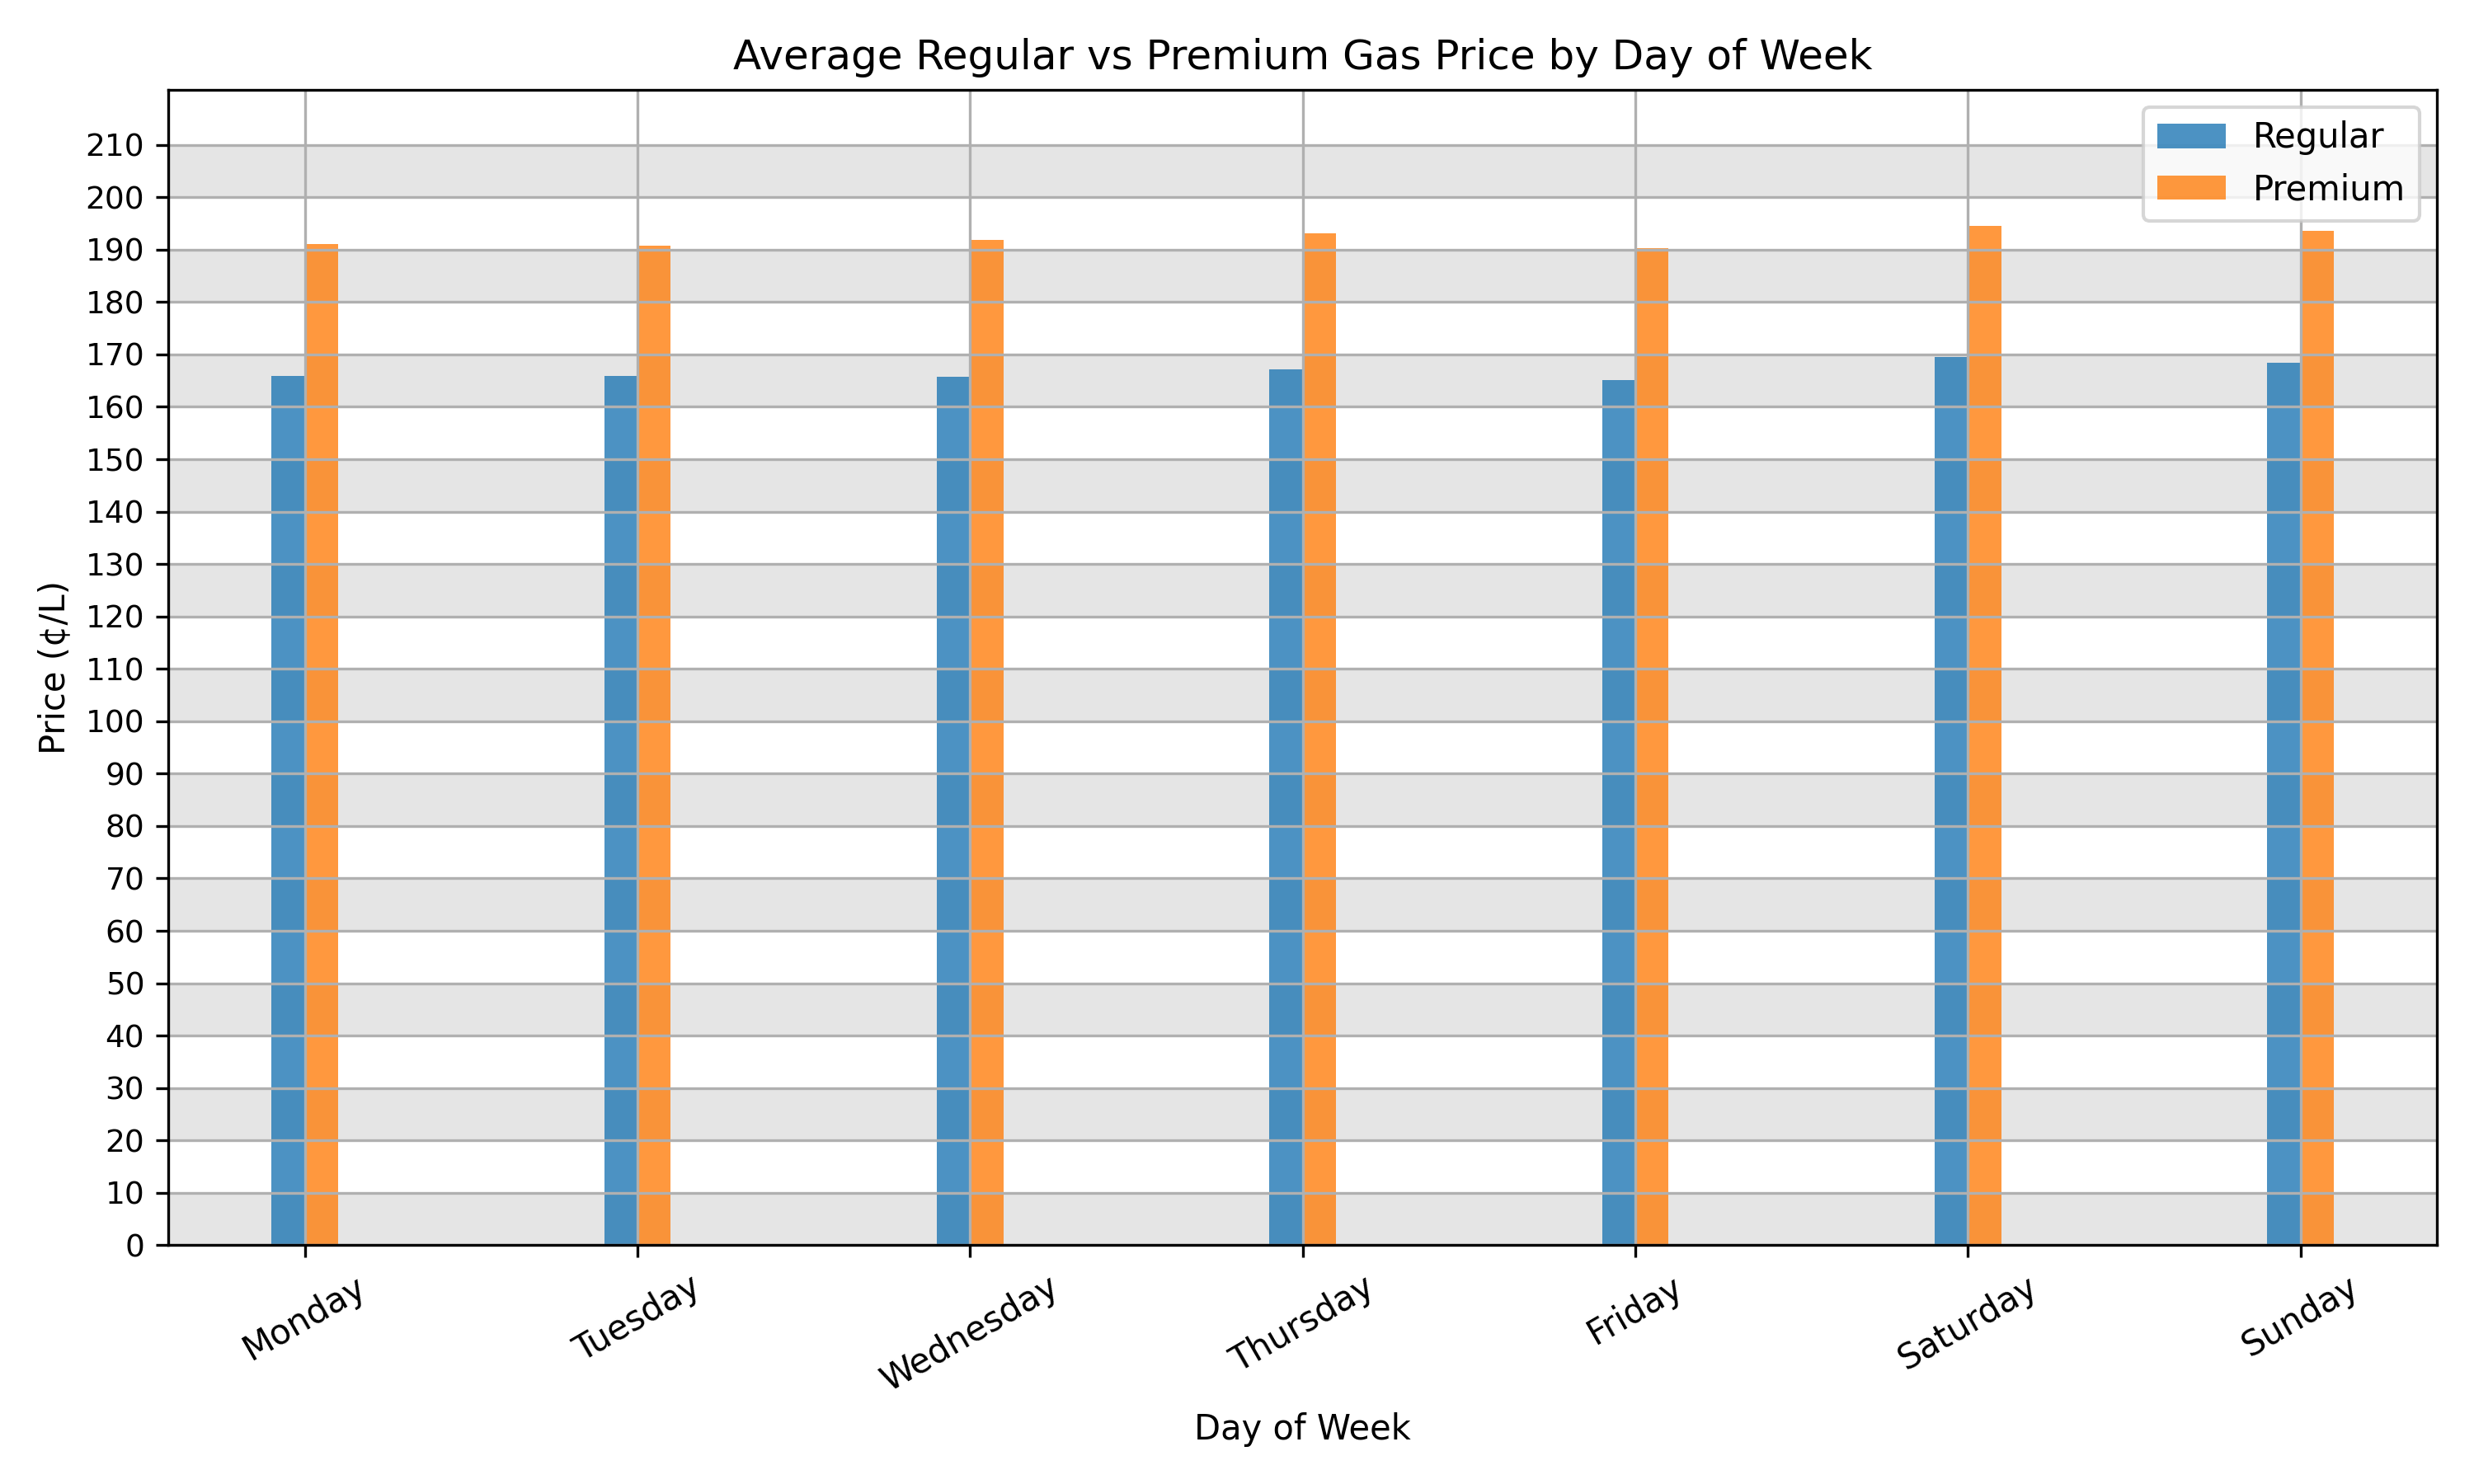 Average Regular vs Premium Gas Price by Day of Week
Regular
Premium
210
200
190
180
170
160
150
140
130
120
110
100
90
80
70
60
50
40
30
20
10
0
Price (¢/L)
Monday
Tuesday
Wednesday
Thursday
Friday
Saturday
Sunday
Day of Week